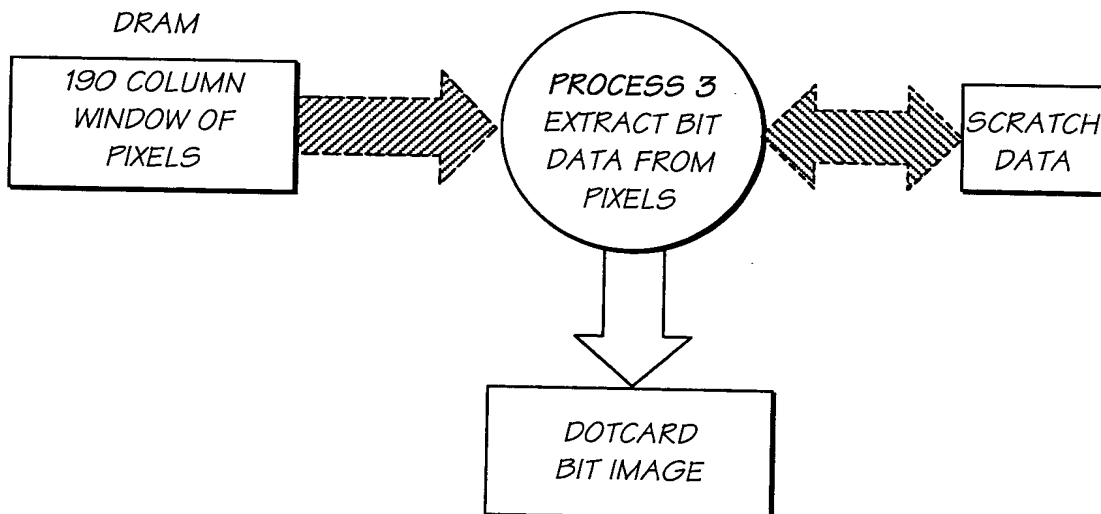 DRAM
190 COLUMN
WINDOW OF
PIXELS
PROCESS 3
EXTRACT BIT
DATA FROM
PIXELS
SCRATCH
DATA
DOTCARD
BIT IMAGE